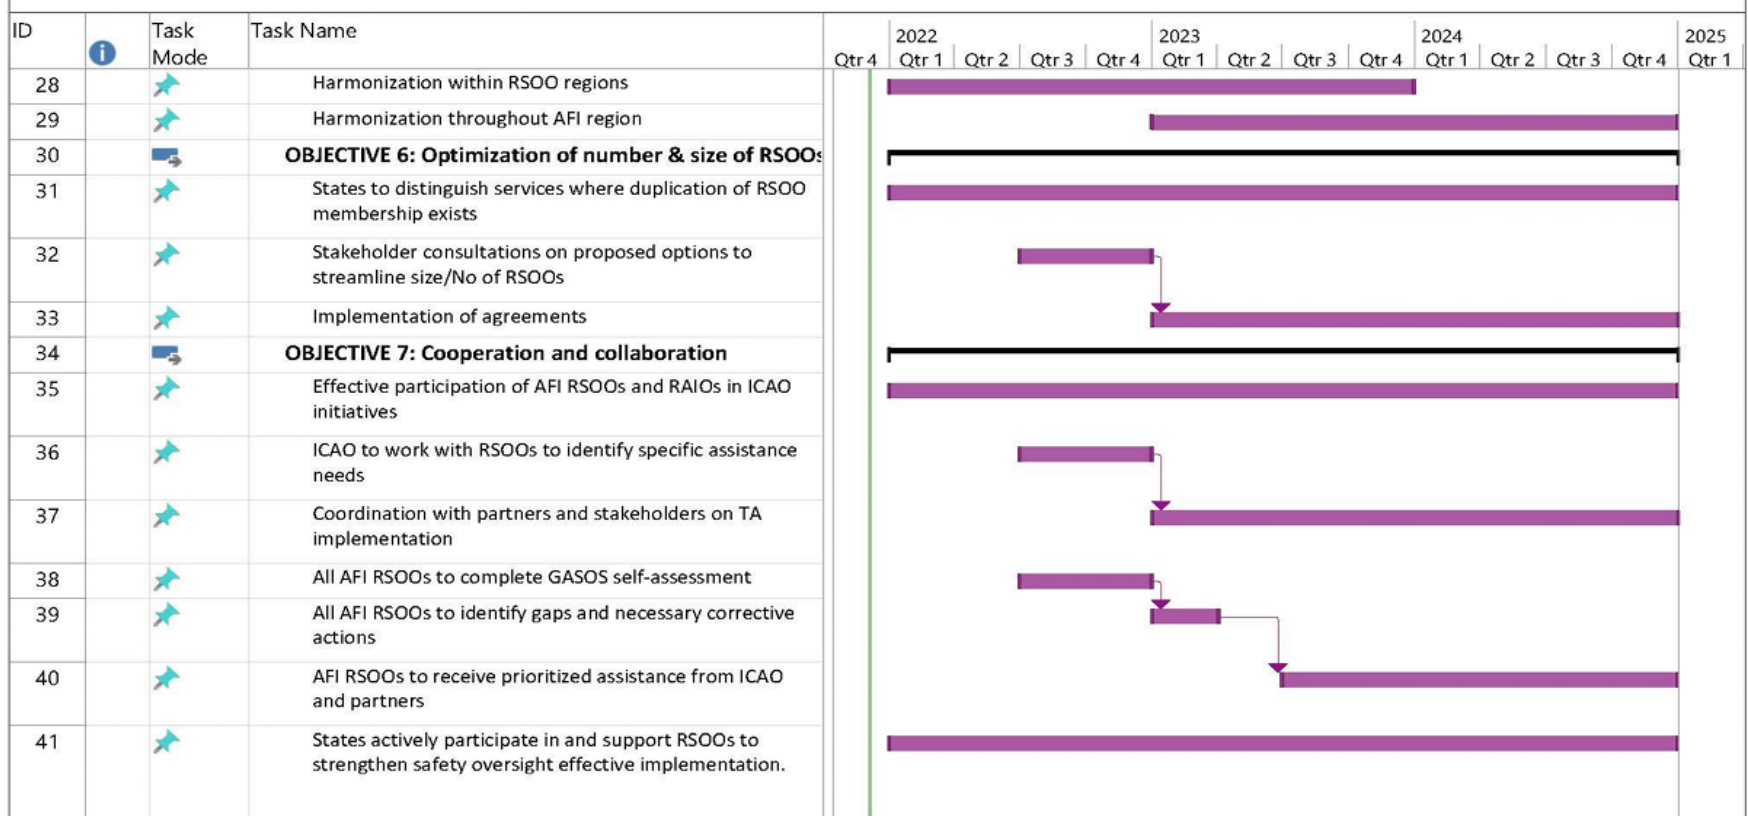 ID Task Mode Task Name
2022 2023 2024 2025
Qtr 4 Qtr 1 Qtr 2 Qtr 3 Qtr 4 Qtr 1 Qtr 2 Qtr 3 Qtr 4 Qtr 1 Qtr 2 Qtr 3 Qtr 4 Qtr 1
28 Harmonization within RSOO regions
29 Harmonization throughout AFI region
30 OBJECTIVE 6: Optimization of number & size of RSOOs
31 States to distinguish services where duplication of RSOO
membership exists
32 Stakeholder consultations on proposed options to
streamline size/No of RSOOs
33 Implementation of agreements
34 OBJECTIVE 7: Cooperation and collaboration
35 Effective participation of AFI RSOOs and RAIOs in ICAO
initiatives
36 ICAO to work with RSOOs to identify specific assistance
needs
37 Coordination with partners and stakeholders on TA
implementation
38 All AFI RSOOs to complete GASOS self-assessment
39 All AFI RSOOs to identify gaps and necessary corrective
actions
40 AFI RSOOs to receive prioritized assistance from ICAO
and partners
41 States actively participate in and support RSOOs to
strengthen safety oversight effective implementation.